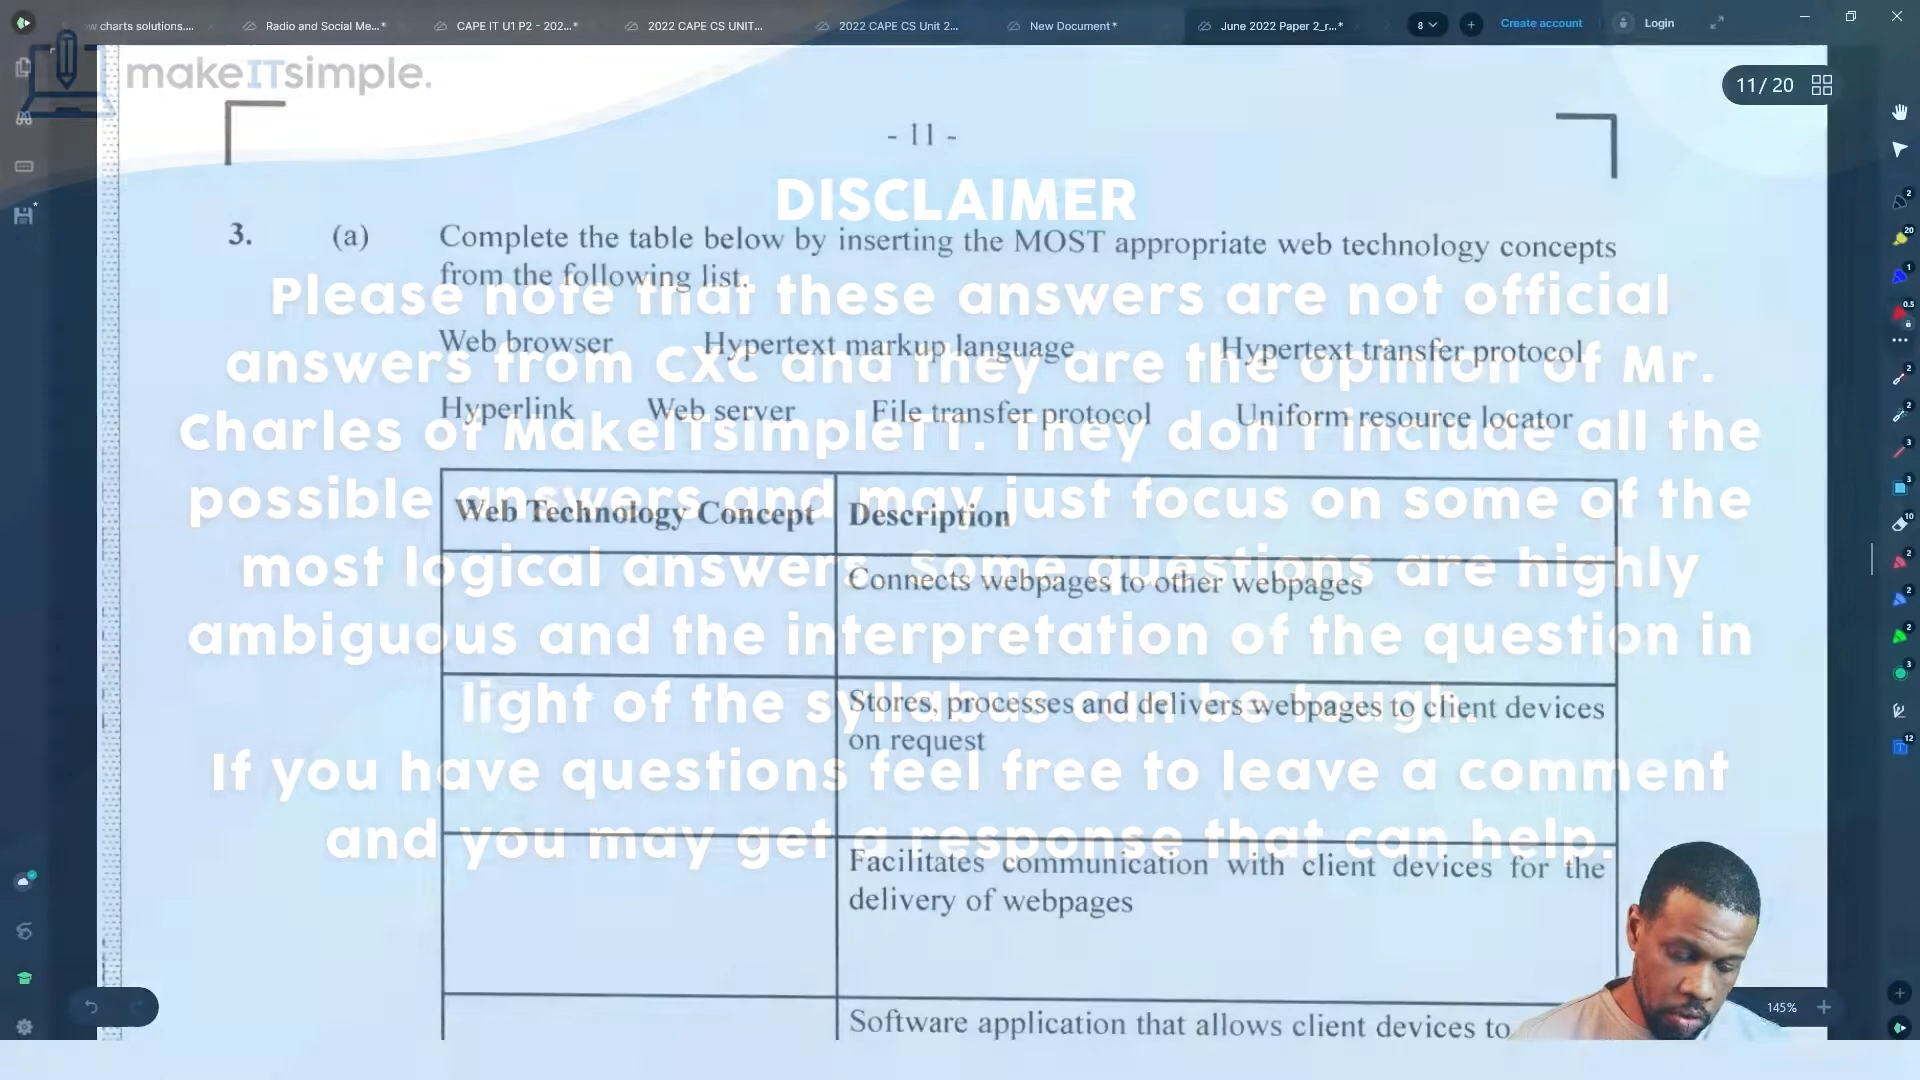 w charts solutions....
Radio and Social Me...*
CAPE IT U1 P2 - 202...*
2022 CAPE CS UNIT...
2022 CAPE CS Unit 2...
New Document *
June 2022 Paper 2_r...*
8
Create account
Login
makeITsimple.
11/ 20
- 11 -
DISCLAIMER
3. (a) Complete the table below by inserting the MOST appropriate web technology concepts
from the following list.
Please note that these answers are not official
Web browser Hypertext markup language Hypertext transfer protocol
answers from CXC and they are the opinion of Mr.
Hyperlink Web server File transfer protocol Uniform resource locator
Charles of MakeITsimpleTT. They don't include all the
possible answers and may just focus on some of the
Web Technology Concept Description
most logical answers. Some questions are highly
Connects webpages to other webpages
ambiguous and the interpretation of the question in
light of the syllabus can be tough.
Stores, processes and delivers webpages to client devices
on request
If you have questions feel free to leave a comment
and you may get a response that can help.
Facilitates communication with client devices for the
delivery of webpages
Software application that allows client devices to
145%